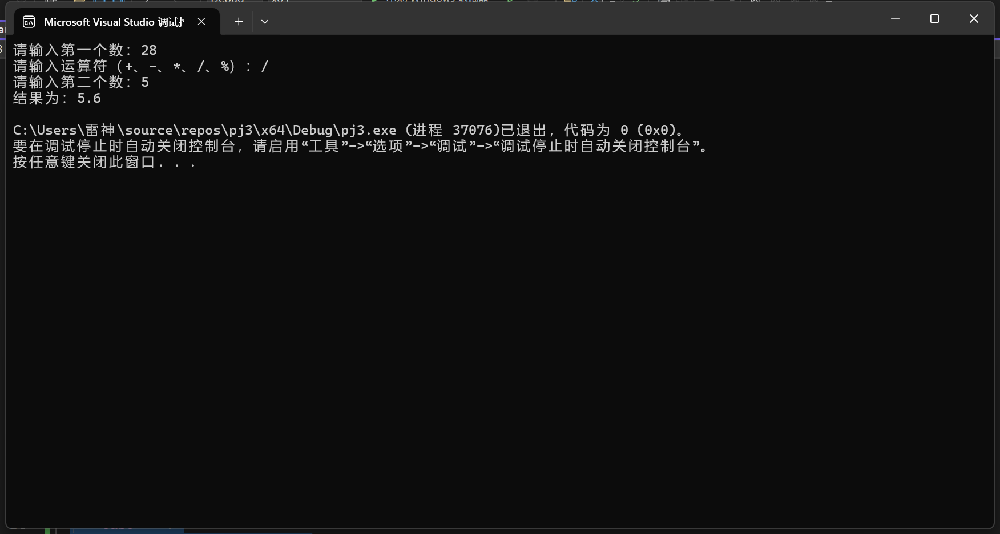 Microsoft Visual Studio 调试
请输入第一个数：28
请输入运算符（+、-、*、/、%）：/
请输入第二个数：5
结果为：5.6
C:\Users\雷神\source\repos\pj3\x64\Debug\pj3.exe (进程 37076)已退出，代码为 0 (0x0)。
要在调试停止时自动关闭控制台，请启用“工具”->“选项”->“调试”->“调试停止时自动关闭控制台”。
按任意键关闭此窗口. . .